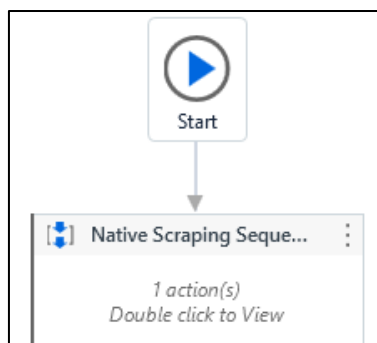 Start
Native Scraping Seque...
1 action(s)
Double click to View